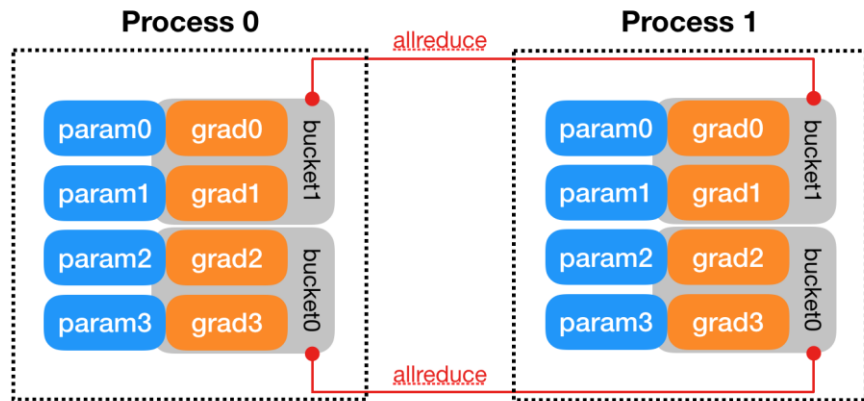 Process 0
Process 1
allreduce
param0 grad0
param1 grad1
bucket1
param2 grad2
param3 grad3
bucket0
param0 grad0
param1 grad1
bucket1
param2 grad2
param3 grad3
bucket0
allreduce